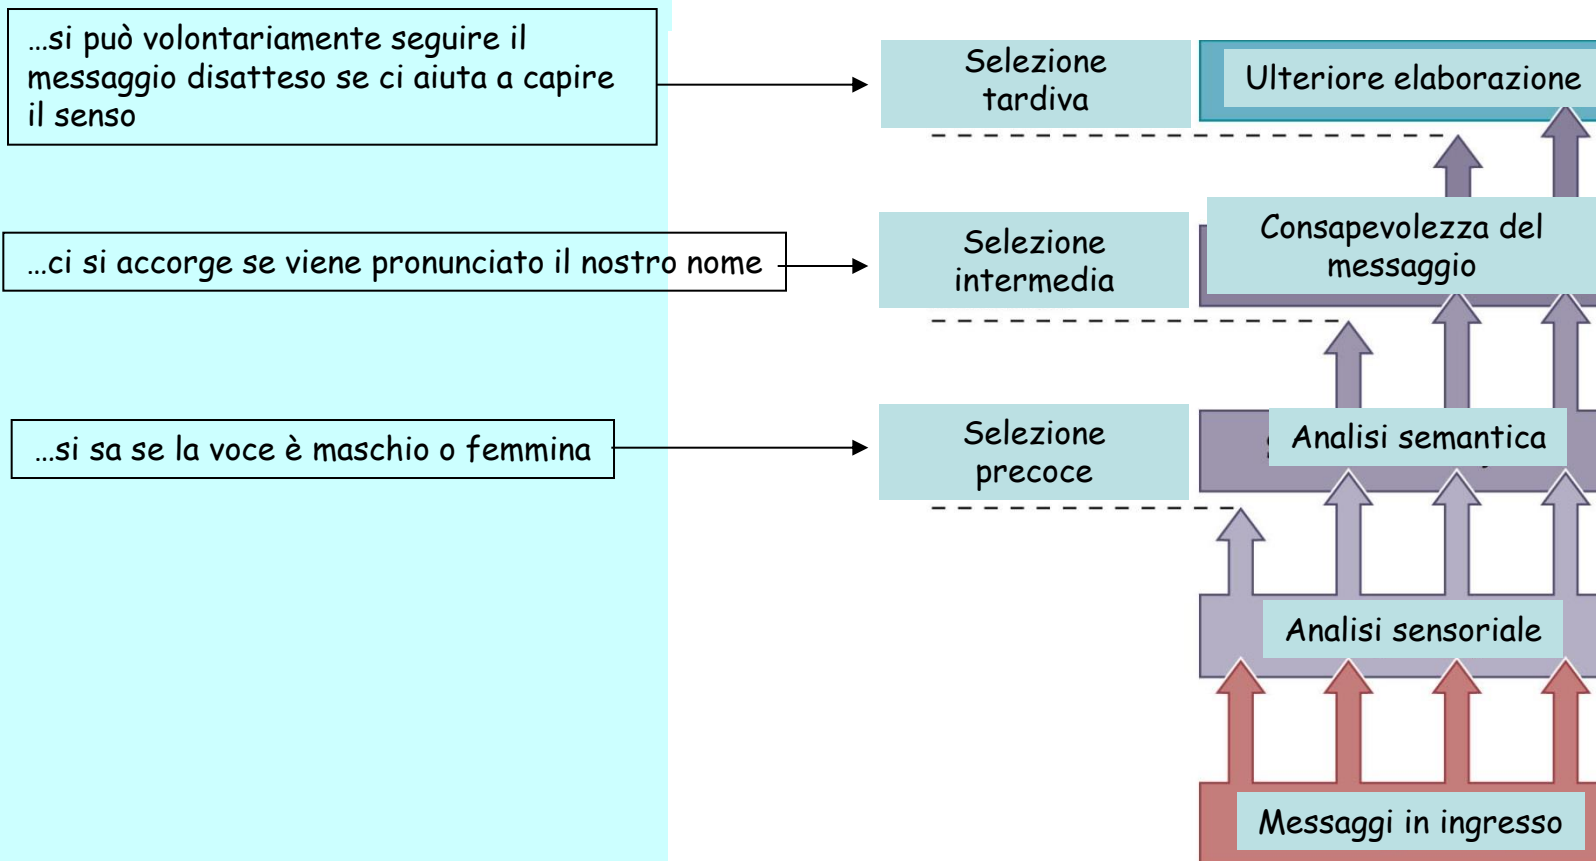 …si può volontariamente seguire il
messaggio disatteso se ci aiuta a capire
il senso
Selezione
tardiva
Ulteriore elaborazione
…ci si accorge se viene pronunciato il nostro nome
Selezione
intermedia
Consapevolezza del
messaggio
…si sa se la voce è maschio o femmina
Selezione
precoce
Analisi semantica
Analisi sensoriale
Messaggi in ingresso